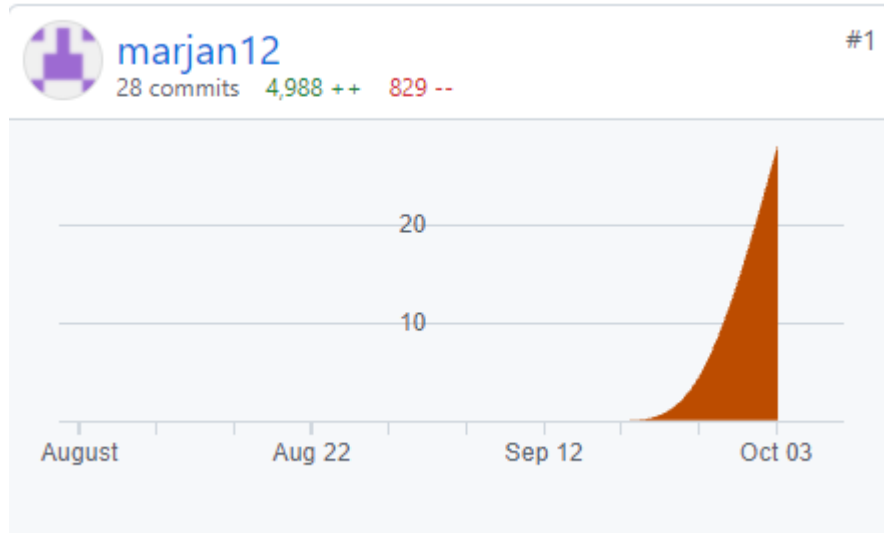 marjan12 #1
28 commits 4,988 ++ 829 --
20
10
August Aug 22 Sep 12 Oct 03